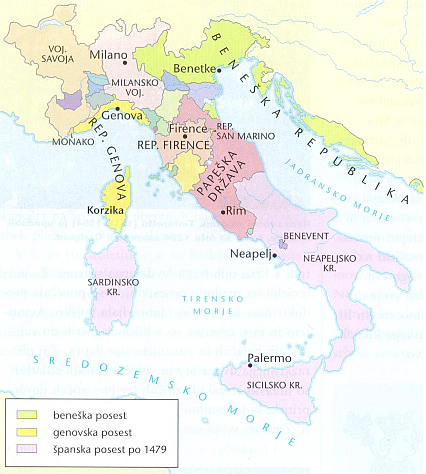 VOJ.
SAVOJA
Milano
MILANSKO
VOJ.
Benetke
BENEŠKA REPUBLIKA
Genova
MONAKO
REP. GENOVA
Firence
REP. FIRENCE
REP.
SAN MARINO
PAPEŠKA
DRŽAVA
JADRANSKO MORJE
Korzika
Rim
BENEVENT
Neapelj
NEAPELJSKO
KR.
SARDINSKO
KR.
TIRENSKO
MORJE
SREDOZEMSKO MORJE
Palermo
SICILSKO KR.
beneška posest
genovska posest
španska posest po 1479